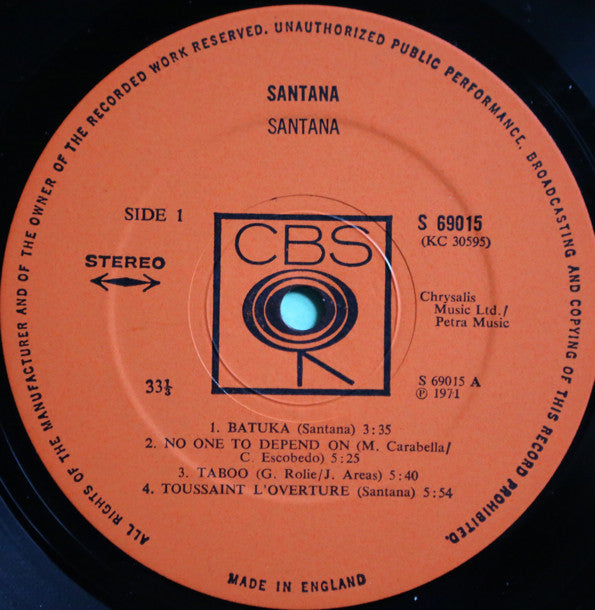 ALL RIGHTS OF THE MANUFACTURER AND OF THE OWNER OF THE RECORDED WORK RESERVED. UNAUTHORIZED PUBLIC PERFORMANCE, BROADCASTING AND COPYING OF THIS RECORD PROHIBITED.
SANTANA
SANTANA
SIDE 1
S 69015
(KC 30595)
CBS
STEREO
Chrysalis
Music Ltd./
Petra Music
33⅓
S 69015 A
℗ 1971
1. BATUKA (Santana) 3:35
2. NO ONE TO DEPEND ON (M. Carabella/
C. Escobedo) 5:25
3. TABOO (G. Rolie/J. Areas) 5:40
4. TOUSSAINT L'OVERTURE (Santana) 5:54
MADE IN ENGLAND